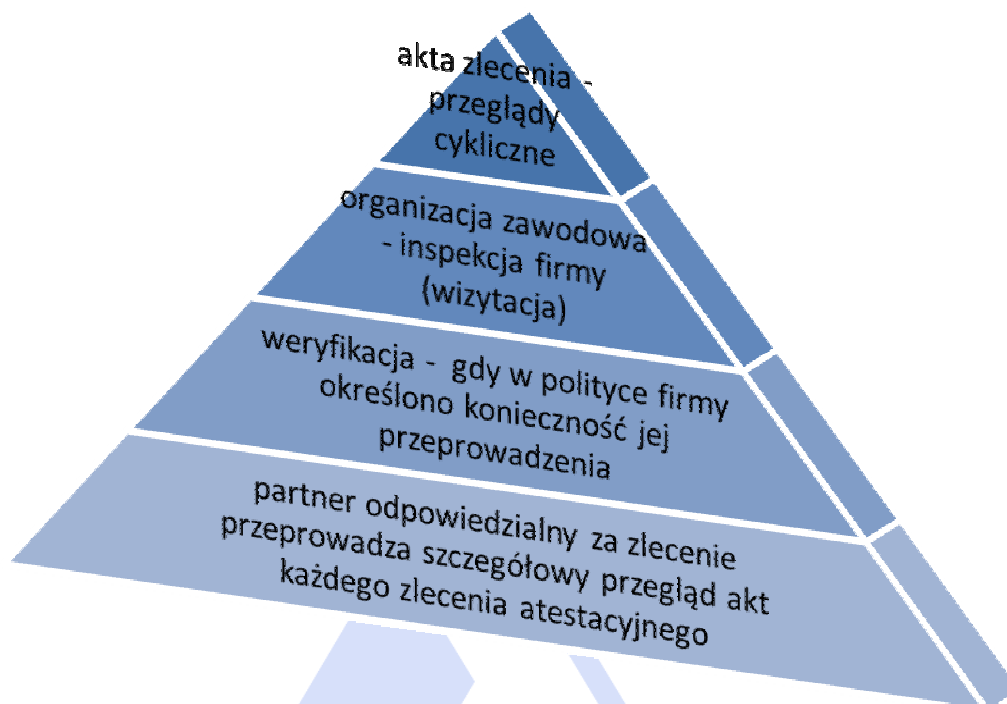 akta zlecenia -
przeglądy
cykliczne
organizacja zawodowa
- inspekcja firmy
(wizytacja)
weryfikacja - gdy w polityce firmy
określono konieczność jej
przeprowadzenia
partner odpowiedzialny za zlecenie
przeprowadza szczegółowy przegląd akt
każdego zlecenia atestacyjnego